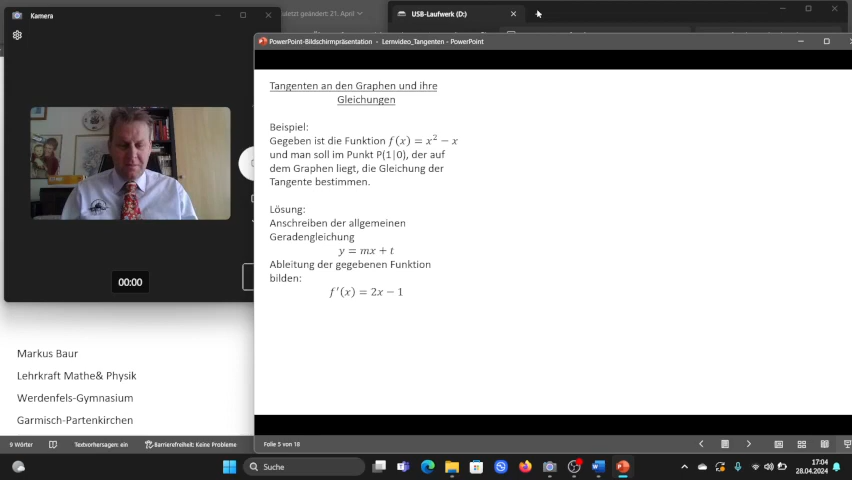 Kamera
zuletzt geändert: 21. April
USB-Laufwerk (D:)
PowerPoint-Bildschirmpräsentation - Lernvideo_Tangenten - PowerPoint
Tangenten an den Graphen und ihre
Gleichungen
Beispiel:
Gegeben ist die Funktion f(x) = x² − x
und man soll im Punkt P(1|0), der auf
dem Graphen liegt, die Gleichung der
Tangente bestimmen.
Lösung:
Anschreiben der allgemeinen
Geradengleichung
y = mx + t
Ableitung der gegebenen Funktion
bilden:
f′(x) = 2x − 1
00:00
Markus Baur
Lehrkraft Mathe& Physik
Werdenfels-Gymnasium
Garmisch-Partenkirchen
9 Wörter
Textvorhersagen: ein
Barrierefreiheit: Keine Probleme
Folie 5 von 18
Suche
17:04
28.04.2024